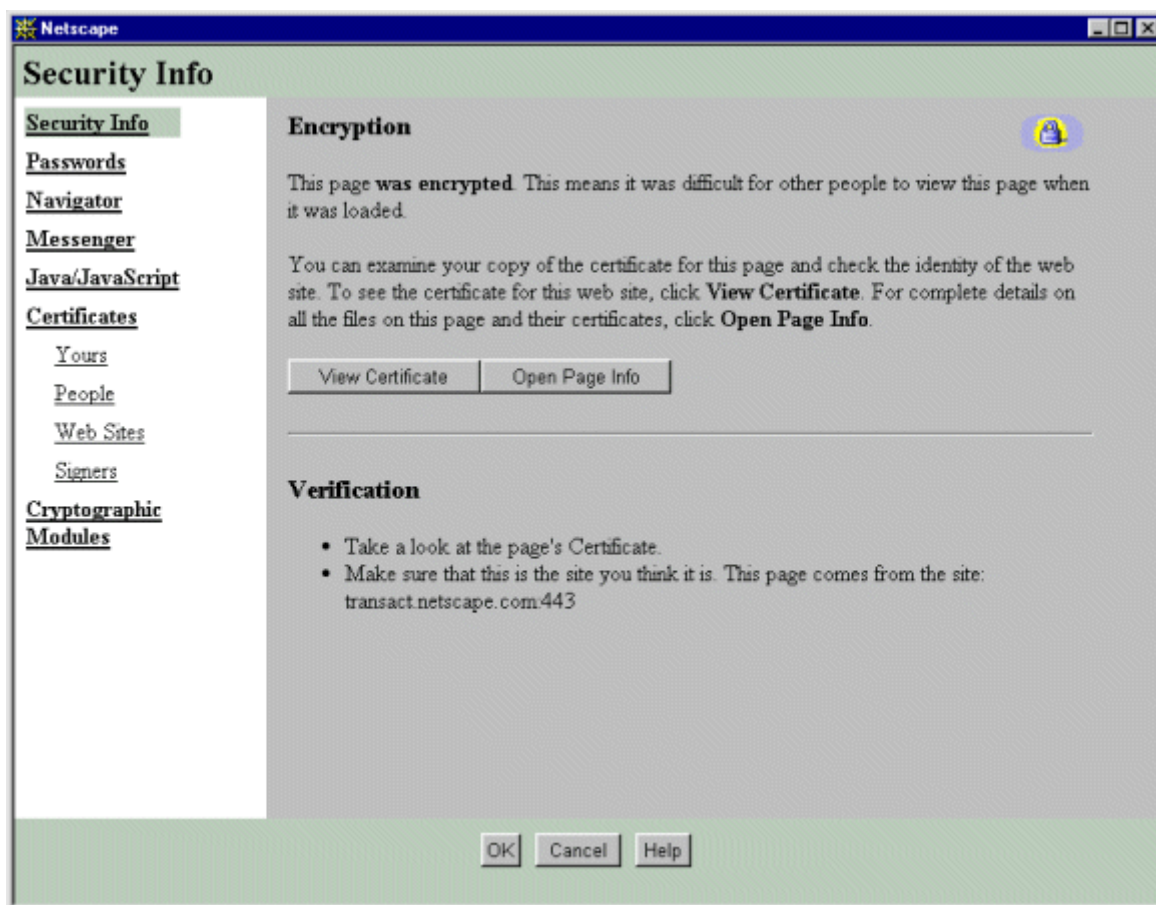 Netscape
Security Info
Security Info
Passwords
Navigator
Messenger
Java/JavaScript
Certificates
Yours
People
Web Sites
Signers
Cryptographic
Modules
Encryption
This page was encrypted. This means it was difficult for other people to view this page when
it was loaded.
You can examine your copy of the certificate for this page and check the identity of the web
site. To see the certificate for this web site, click View Certificate. For complete details on
all the files on this page and their certificates, click Open Page Info.
View Certificate
Open Page Info
Verification
• Take a look at the page's Certificate.
• Make sure that this is the site you think it is. This page comes from the site:
transact.netscape.com:443
OK
Cancel
Help